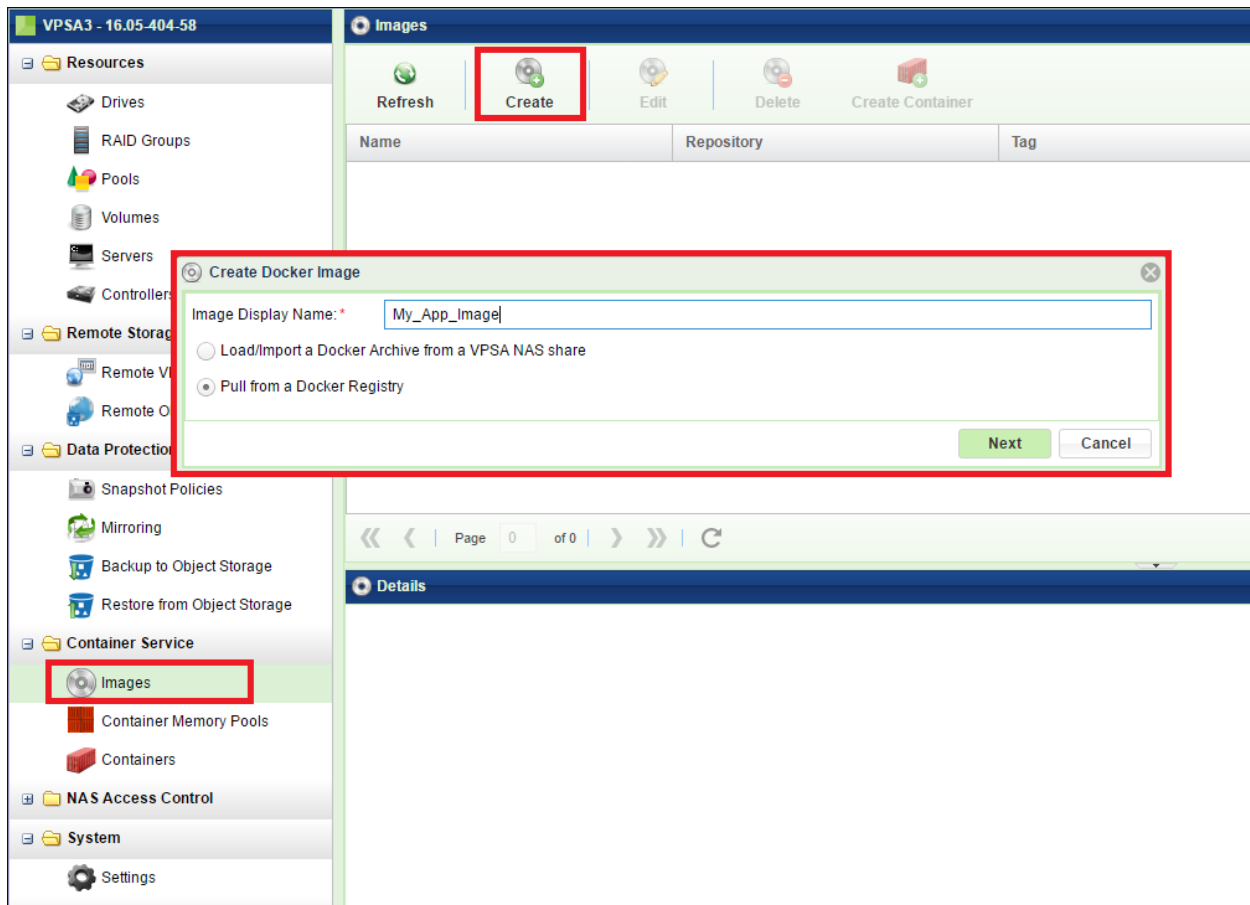 VPSA3 - 16.05-404-58
Resources
Drives
RAID Groups
Pools
Volumes
Servers
Controllers
Remote Storag
Remote
Remote
Data Protection
Snapshot Policies
Mirroring
Backup to Object Storage
Restore from Object Storage
Container Service
Images
Container Memory Pools
Containers
NAS Access Control
System
Settings
Images
Refresh
Create
Edit
Delete
Create Container
Name Repository Tag
Create Docker Image
Image Display Name:* My_App_Image
Load/Import a Docker Archive from a VPSA NAS share
Pull from a Docker Registry
Next Cancel
Page 0 of 0
Details